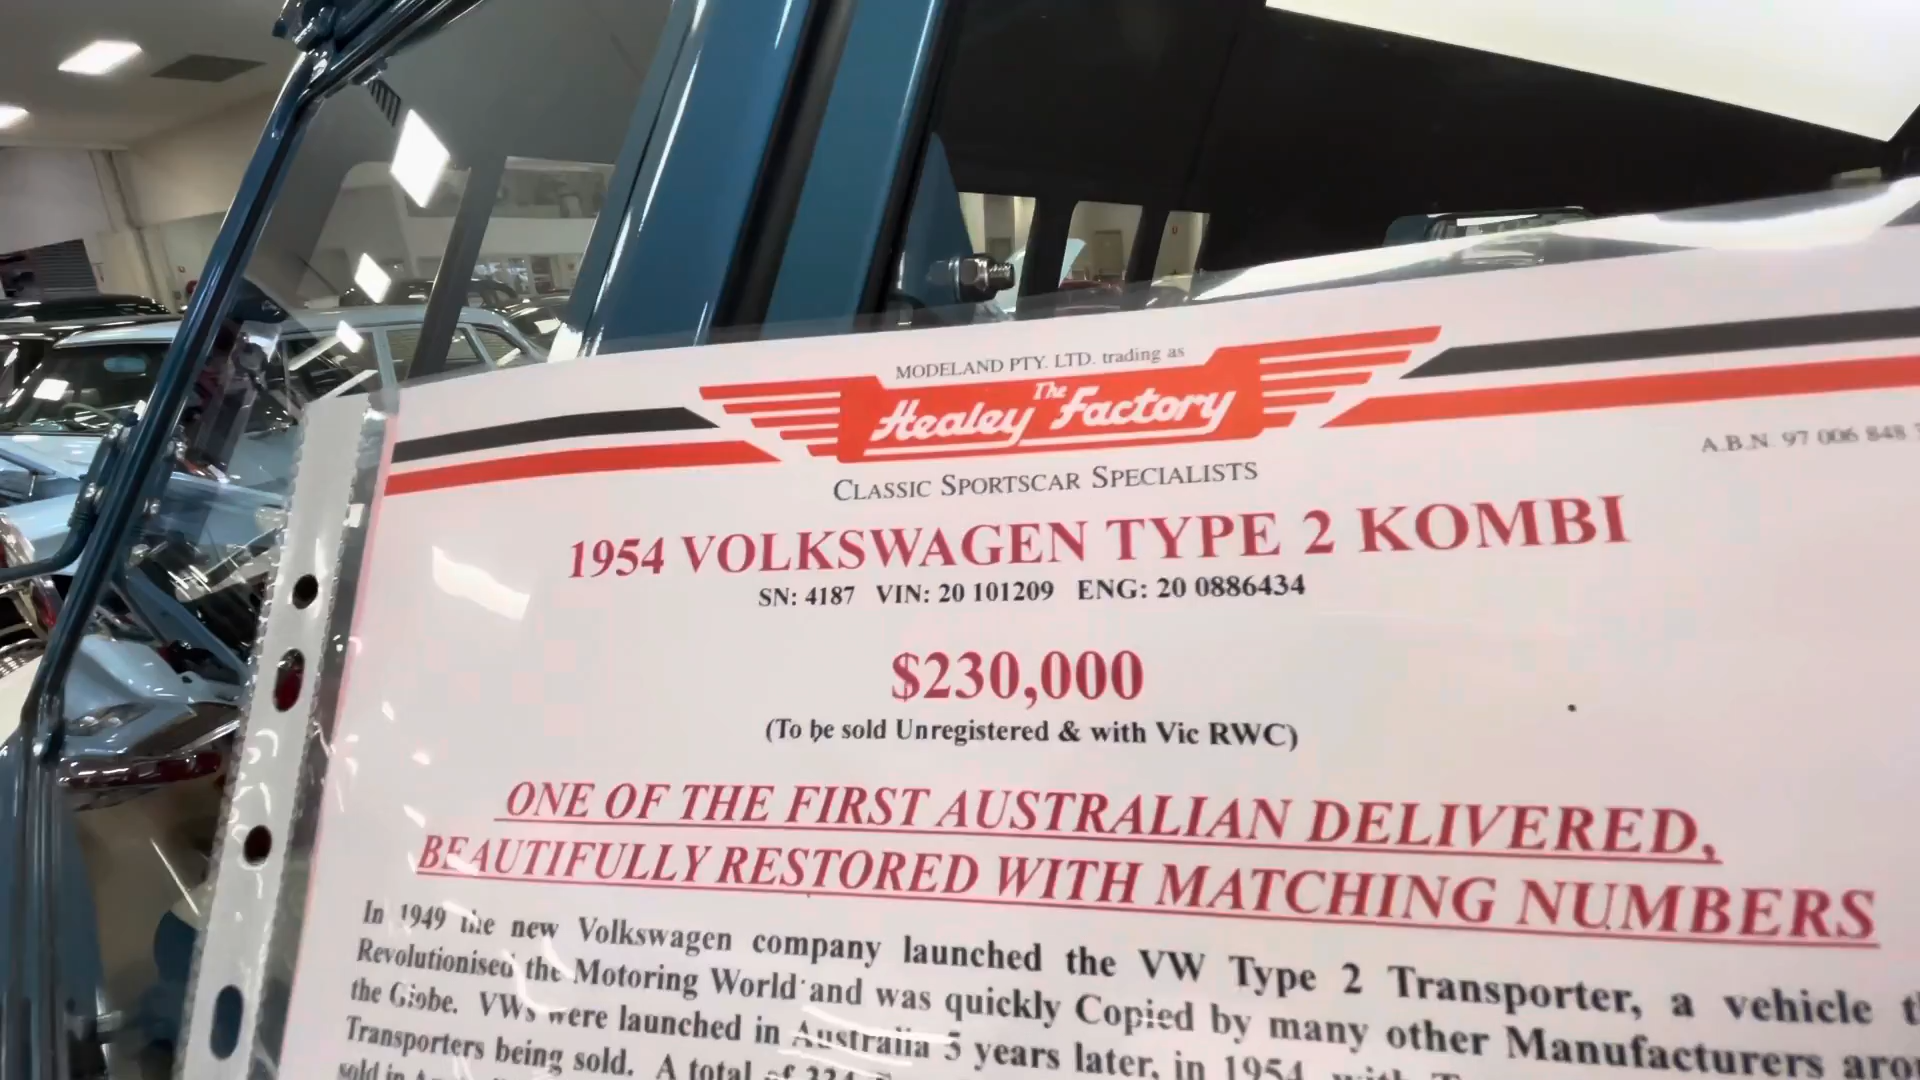 MODELAND PTY. LTD. trading as
The Healey Factory
CLASSIC SPORTSCAR SPECIALISTS
A.B.N 97 006 848
1954 VOLKSWAGEN TYPE 2 KOMBI
SN: 4187 VIN: 20 101209 ENG: 20 0886434
$230,000
(To be sold Unregistered & with Vic RWC)
ONE OF THE FIRST AUSTRALIAN DELIVERED,
BEAUTIFULLY RESTORED WITH MATCHING NUMBERS
In 1949 the new Volkswagen company launched the VW Type 2 Transporter, a vehicle
Revolutionised the Motoring World and was quickly Copied by many other Manufacturers
the Globe. VWs were launched in Australia 5 years later, in 1954, with
Transporters being sold. A total of
sold in